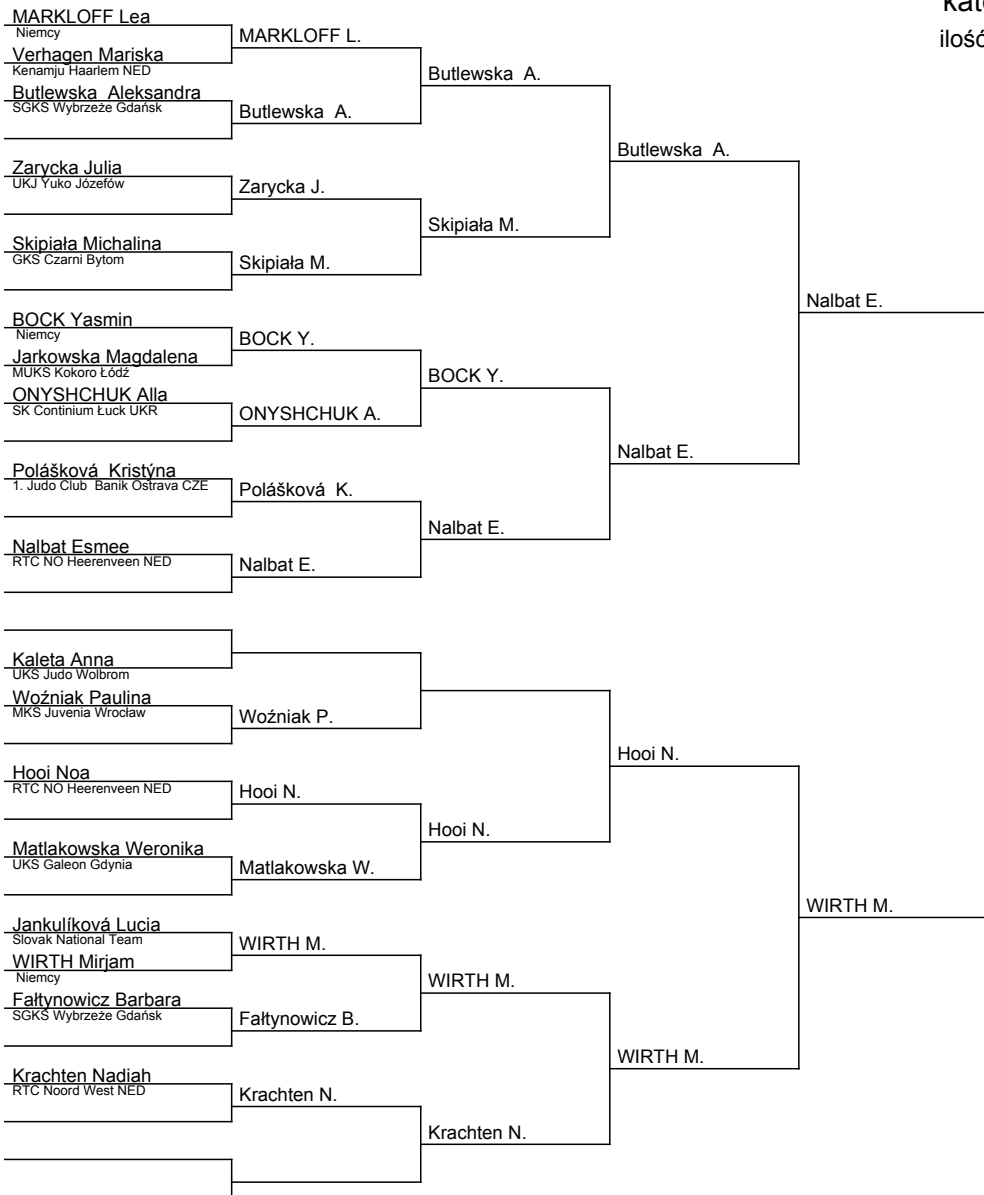 kate
ilość
MARKLOFF Lea
Niemcy
Verhagen Mariska
Kenamju Haarlem NED
Butlewska Aleksandra
SGKS Wybrzeże Gdańsk
Zarycka Julia
UKJ Yuko Józefów
Skipiała Michalina
GKS Czarni Bytom
BOCK Yasmin
Niemcy
Jarkowska Magdalena
MUKS Kokoro Łódź
ONYSHCHUK Alla
SK Continium Łuck UKR
Polášková Kristýna
1. Judo Club Banik Ostrava CZE
Nalbat Esmee
RTC NO Heerenveen NED
Kaleta Anna
UKS Judo Wolbrom
Woźniak Paulina
MKS Juvenia Wrocław
Hooi Noa
RTC NO Heerenveen NED
Matlakowska Weronika
UKS Galeon Gdynia
Jankulíková Lucia
Slovak National Team
WIRTH Mirjam
Niemcy
Fałtynowicz Barbara
SGKS Wybrzeże Gdańsk
Krachten Nadiah
RTC Noord West NED
MARKLOFF L.
Butlewska A.
Zarycka J.
Skipiała M.
BOCK Y.
ONYSHCHUK A.
Polášková K.
Nalbat E.
Woźniak P.
Hooi N.
Matlakowska W.
WIRTH M.
Fałtynowicz B.
Krachten N.
Butlewska A.
Skipiała M.
BOCK Y.
Nalbat E.
Hooi N.
WIRTH M.
Krachten N.
Butlewska A.
Nalbat E.
Hooi N.
WIRTH M.
Nalbat E.
WIRTH M.